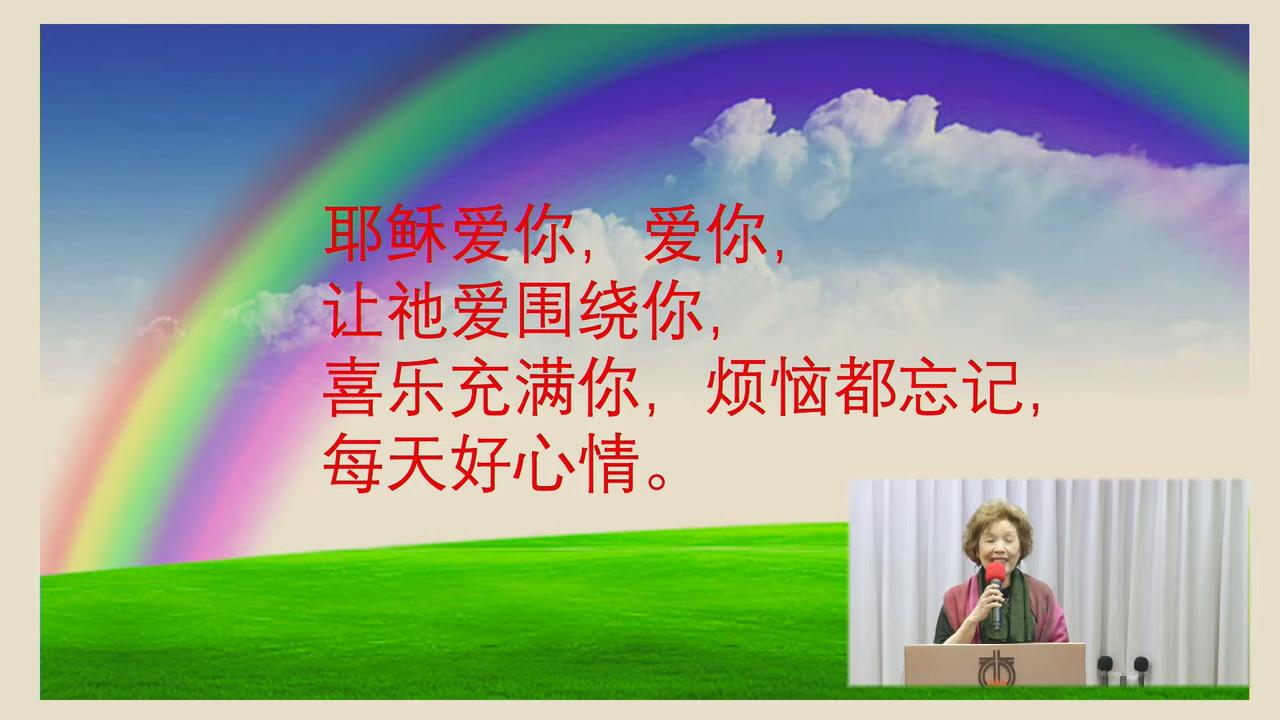 耶稣爱你，爱你，
让祂爱围绕你，
喜乐充满你，烦恼都忘记，
每天好心情。